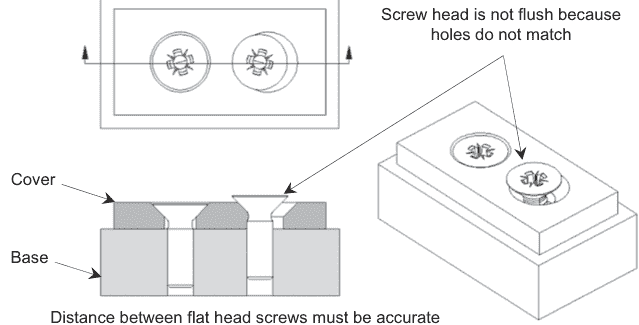 Screw head is not flush because
holes do not match
Cover
Base
Distance between flat head screws must be accurate